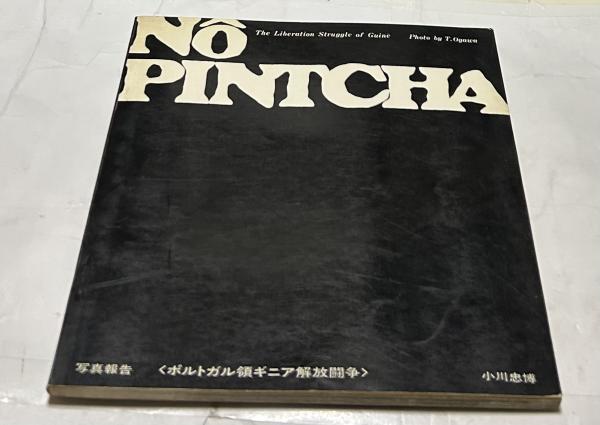 NÔ
The Liberation Struggle of Guinê Photo by T.Ogawa
PINTCHA
写真報告 〈ポルトガル領ギニア解放闘争〉 小川忠博